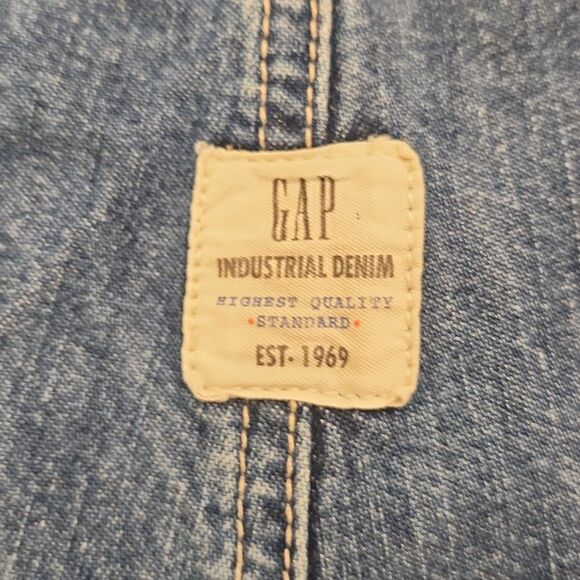 GAP
INDUSTRIAL DENIM
HIGHEST QUALITY
•STANDARD•
EST• 1969